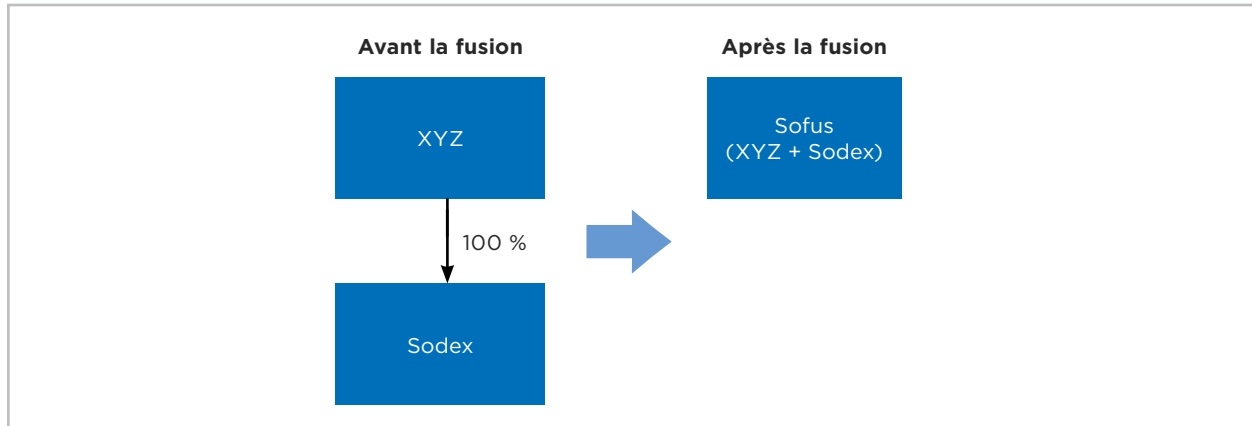 Avant la fusion
Après la fusion
XYZ
Sofus
(XYZ + Sodex)
100 %
Sodex